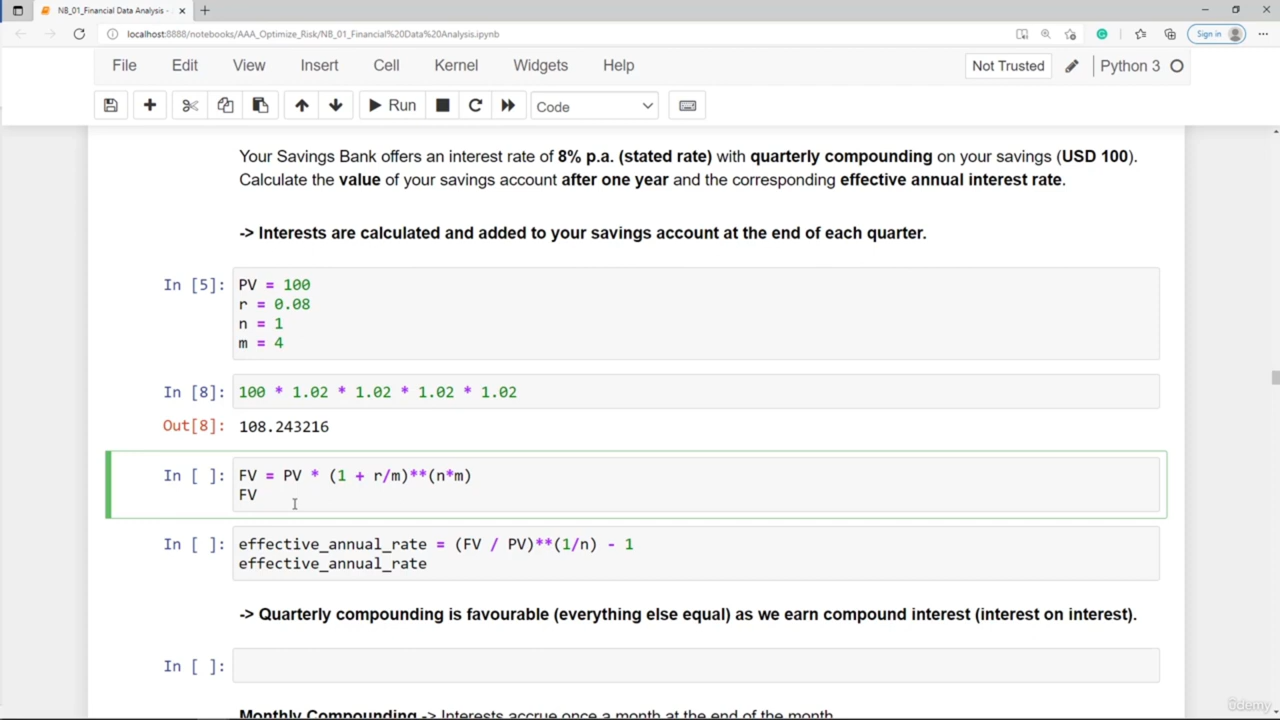 NB_01_Financial Data Analysis -
localhost:8888/notebooks/AAA_Optimize_Risk/NB_01_Financial%20Data%20Analysis.ipynb
Sign in
File Edit View Insert Cell Kernel Widgets Help Not Trusted Python 3
Run Code
Your Savings Bank offers an interest rate of 8% p.a. (stated rate) with quarterly compounding on your savings (USD 100).
Calculate the value of your savings account after one year and the corresponding effective annual interest rate.
-> Interests are calculated and added to your savings account at the end of each quarter.
In [5]: PV = 100
r = 0.08
n = 1
m = 4
In [8]: 100 * 1.02 * 1.02 * 1.02 * 1.02
Out[8]: 108.243216
In [ ]: FV = PV * (1 + r/m)**(n*m)
FV
In [ ]: effective_annual_rate = (FV / PV)**(1/n) - 1
effective_annual_rate
-> Quarterly compounding is favourable (everything else equal) as we earn compound interest (interest on interest).
In [ ]:
Monthly Compounding -> Interests accrue once a month at the end of the month.
Udemy